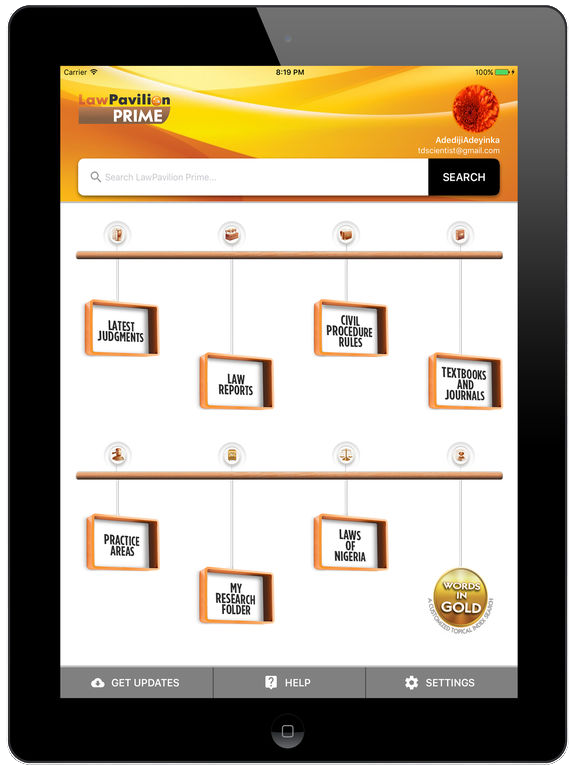 Carrier
8:19 PM
100%
LawPavilion
PRIME
AdedijiAdeyinka
tdscientist@gmail.com
Search LawPavilion Prime...
SEARCH
LATEST
JUDGMENTS
LAW
REPORTS
CIVIL
PROCEDURE
RULES
TEXTBOOKS
AND
JOURNALS
PRACTICE
AREAS
MY
RESEARCH
FOLDER
LAWS
OF
NIGERIA
WORDS
IN
GOLD
A CUSTOMIZED TOPICAL INDEX SEARCH
GET UPDATES
HELP
SETTINGS